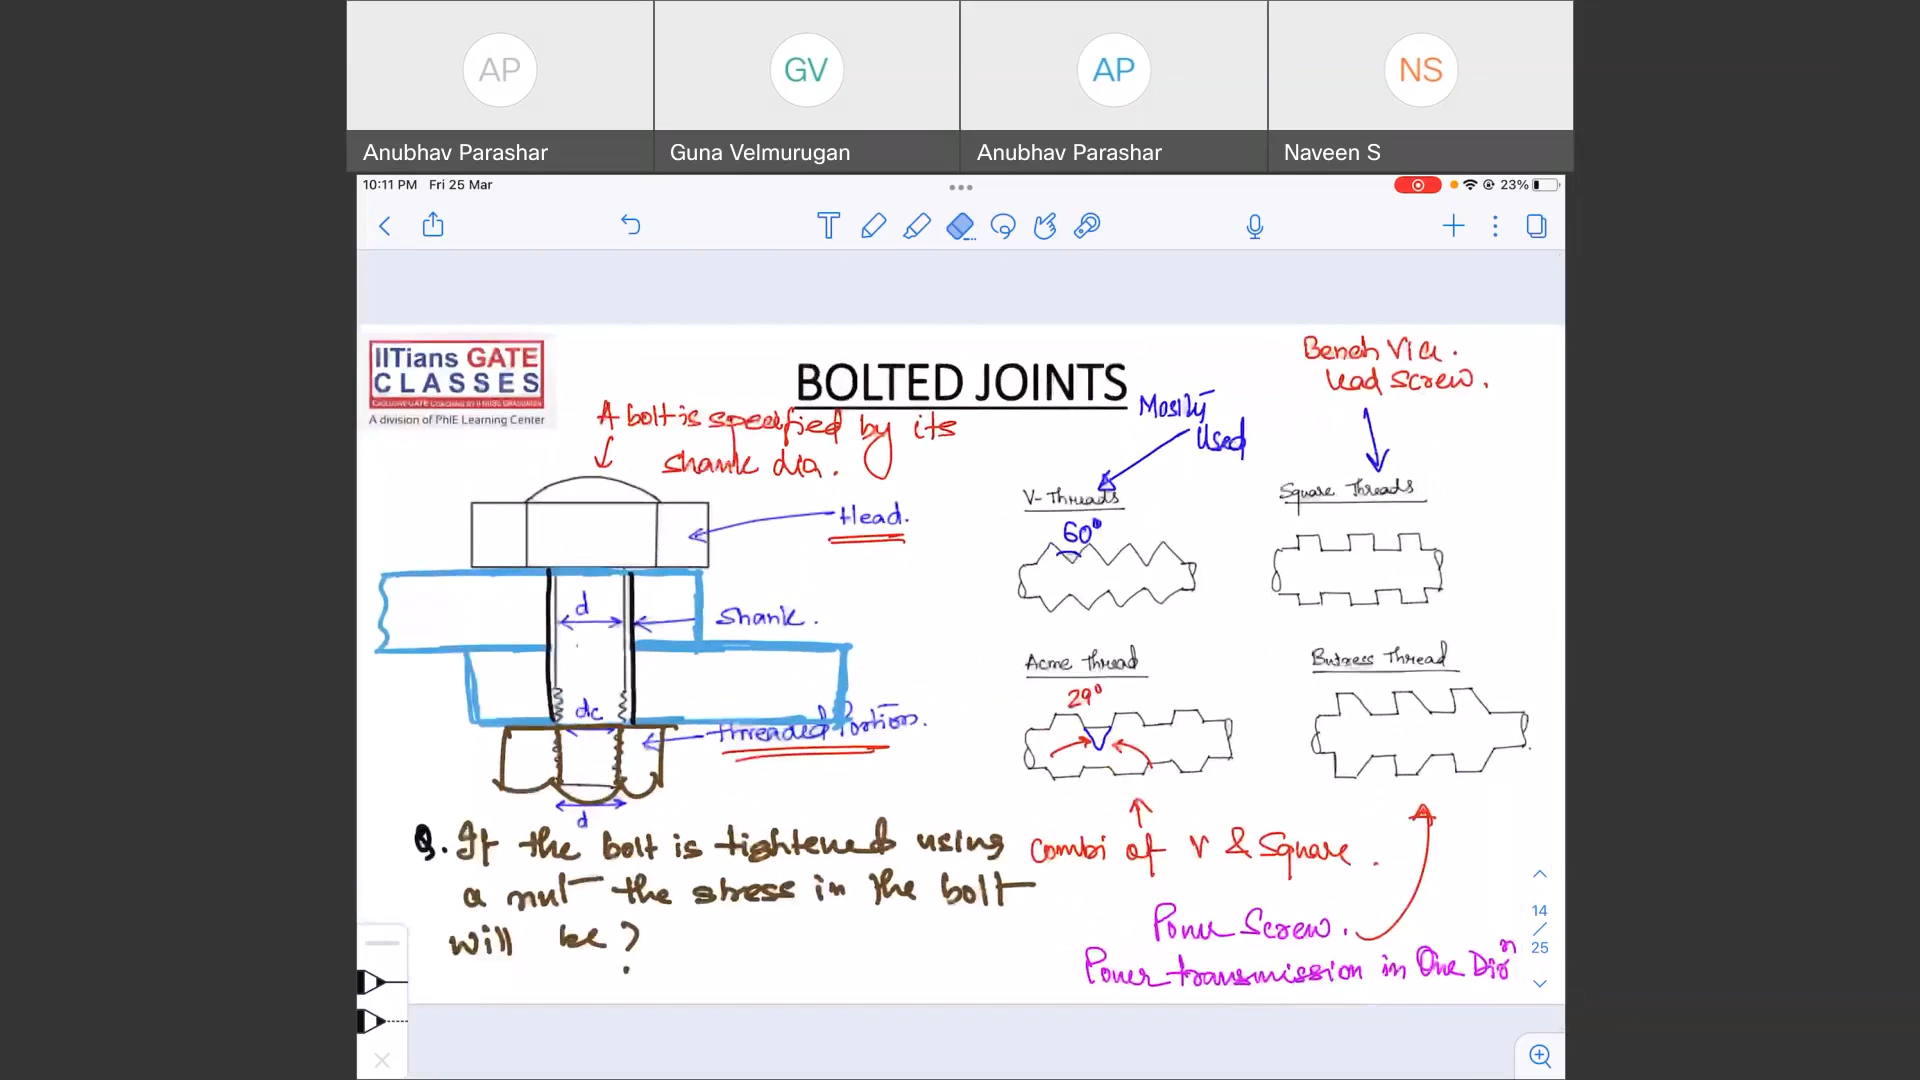 AP
GV
AP
NS
Anubhav Parashar
Guna Velmurugan
Anubhav Parashar
Naveen S
10:11 PM Fri 25 Mar
23%
IITians GATE
CLASSES
A division of PhIE Learning Center
BOLTED JOINTS
A bolt is specified by its
shank dia.
Mostly
Used
Bench Vice.
lead screw.
Head.
d
Shank.
dc
Threaded Portion.
d
V-Threads
60°
Square Threads
Acme Thread
29°
Butress Thread
Combi of V & Square.
Q. If the bolt is tightened using
a nut the stress in the bolt
will be?
Power Screw.
Power transmission in One Dirn
14
/
25